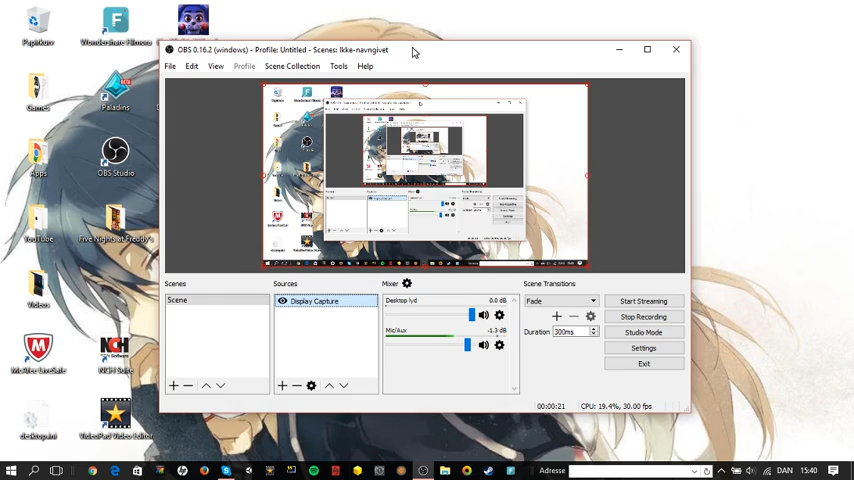 Papirkurv
Wondershare Filmora
Games
Paladins
Apps
OBS Studio
YouTube
Five Nights at Freddy's
Videos
McAfee LiveSafe
NCH Suite
desktop.ini
VideoPad Video Editor
OBS 0.16.2 (windows) - Profile: Untitled - Scenes: Ikke-navngivet
File Edit View Profile Scene Collection Tools Help
Scenes Sources Mixer Scene Transitions
Scene
Display Capture
Desktop lyd 0.0 dB
Mic/Aux -1.3 dB
Fade
Duration 300ms
Start Streaming
Stop Recording
Studio Mode
Settings
Exit
00:00:21 CPU: 19.4%, 30.00 fps
Adresse DAN 15:40